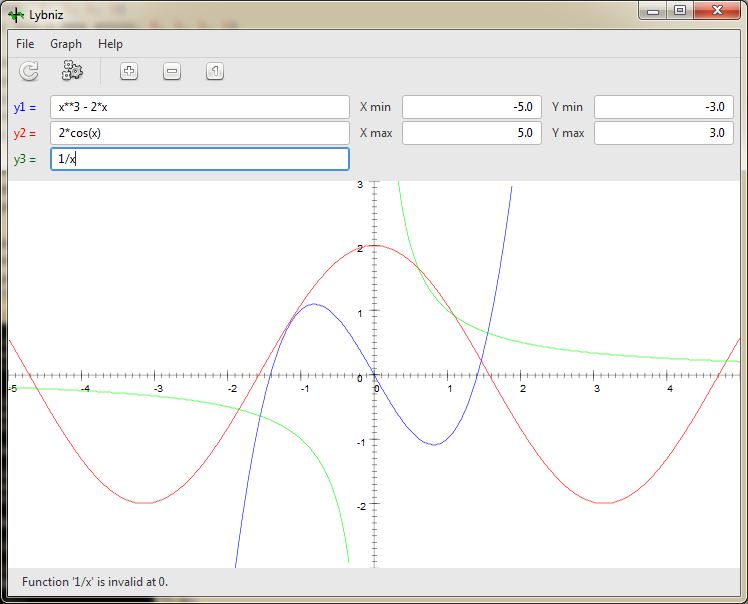 Lybniz
File Graph Help
1
y1 = x**3 - 2*x X min -5.0 Y min -3.0
y2 = 2*cos(x) X max 5.0 Y max 3.0
y3 = 1/x
3
2
1
-5 -4 -3 -2 -1 0 0 1 2 3 4
-1
-2
Function '1/x' is invalid at 0.